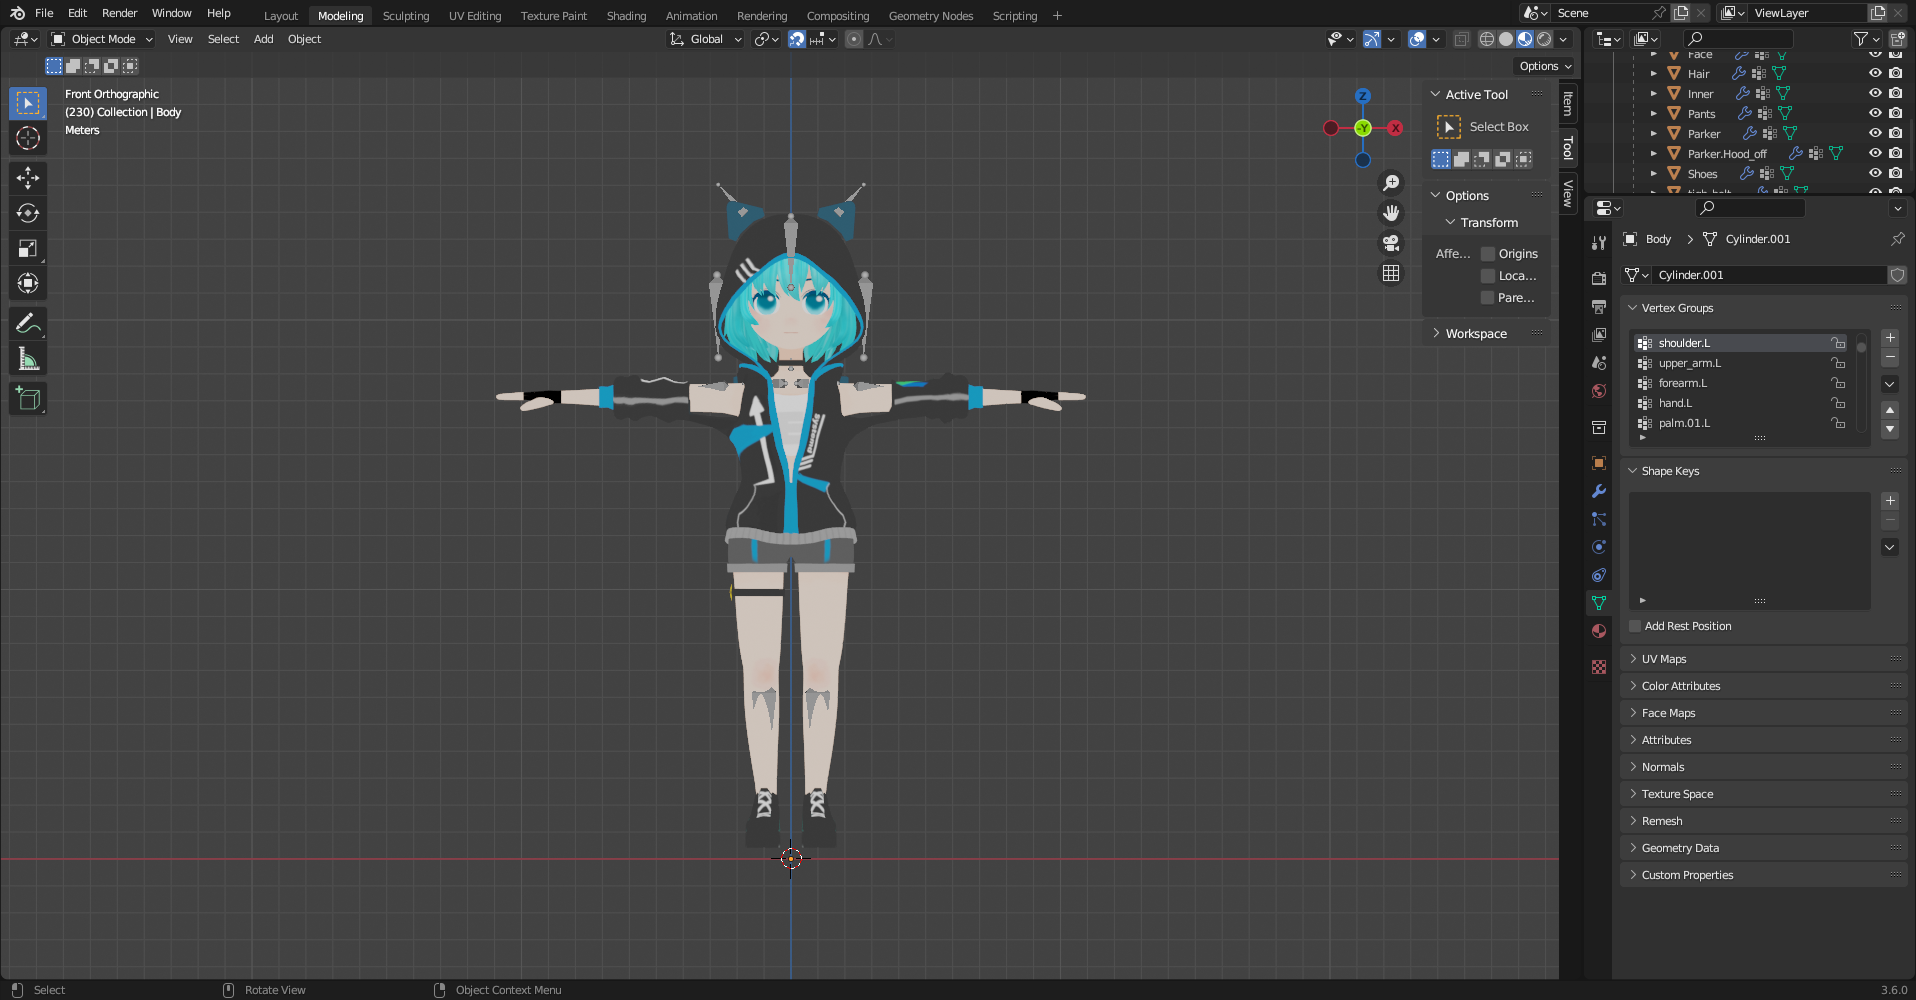 File Edit Render Window Help Layout Modeling Sculpting UV Editing Texture Paint Shading Animation Rendering Compositing Geometry Nodes Scripting + Scene ViewLayer
Object Mode View Select Add Object Global
Options
Front Orthographic
(230) Collection | Body
Meters
Z
-Y
X
Active Tool
Select Box
Options
Transform
Affe... Origins
Loca...
Pare...
Workspace
Item
Tool
View
Face
Hair
Inner
Pants
Parker
Parker.Hood_off
Shoes
Body > Cylinder.001
Cylinder.001
Vertex Groups
shoulder.L
upper_arm.L
forearm.L
hand.L
palm.01.L
Shape Keys
Add Rest Position
UV Maps
Color Attributes
Face Maps
Attributes
Normals
Texture Space
Remesh
Geometry Data
Custom Properties
Select Rotate View Object Context Menu 3.6.0